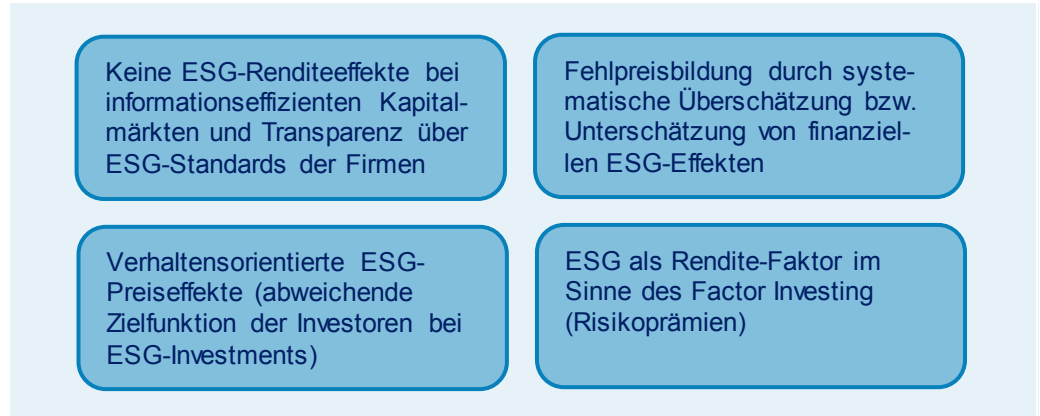 Keine ESG-Renditeeffekte bei
informationseffizienten Kapital-
märkten und Transparenz über
ESG-Standards der Firmen
Fehlpreisbildung durch syste-
matische Überschätzung bzw.
Unterschätzung von finanziel-
len ESG-Effekten
Verhaltensorientierte ESG-
Preiseffekte (abweichende
Zielfunktion der Investoren bei
ESG-Investments)
ESG als Rendite-Faktor im
Sinne des Factor Investing
(Risikoprämien)